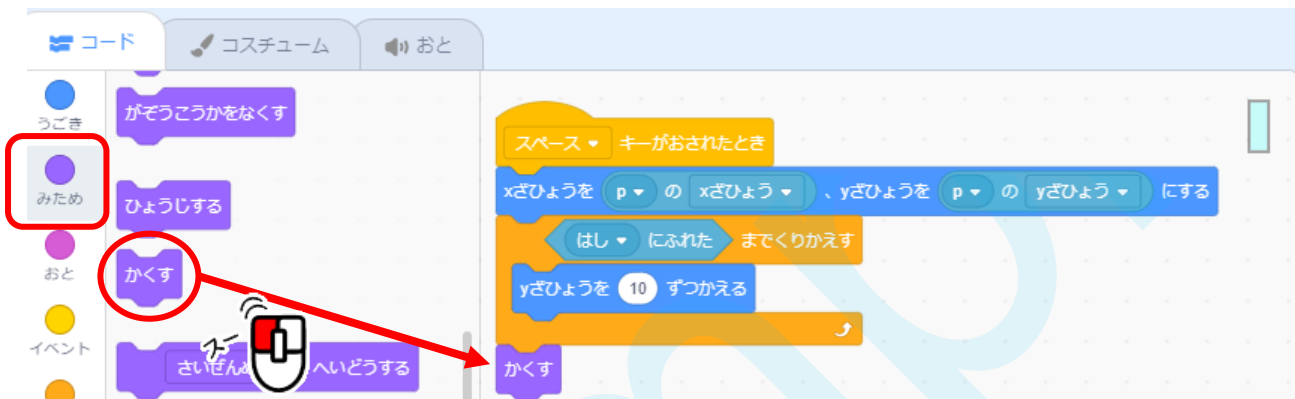 コード
コスチューム
おと
うごき
みため
おと
イベント
がぞうこうかをなくす
ひょうじする
かくす
さいぜんめ へいどうする
スー
スペース キーがおされたとき
xざひょうを p の xざひょう 、yざひょうを p の yざひょう にする
はし にふれた までくりかえす
yざひょうを 10 ずつかえる
かくす